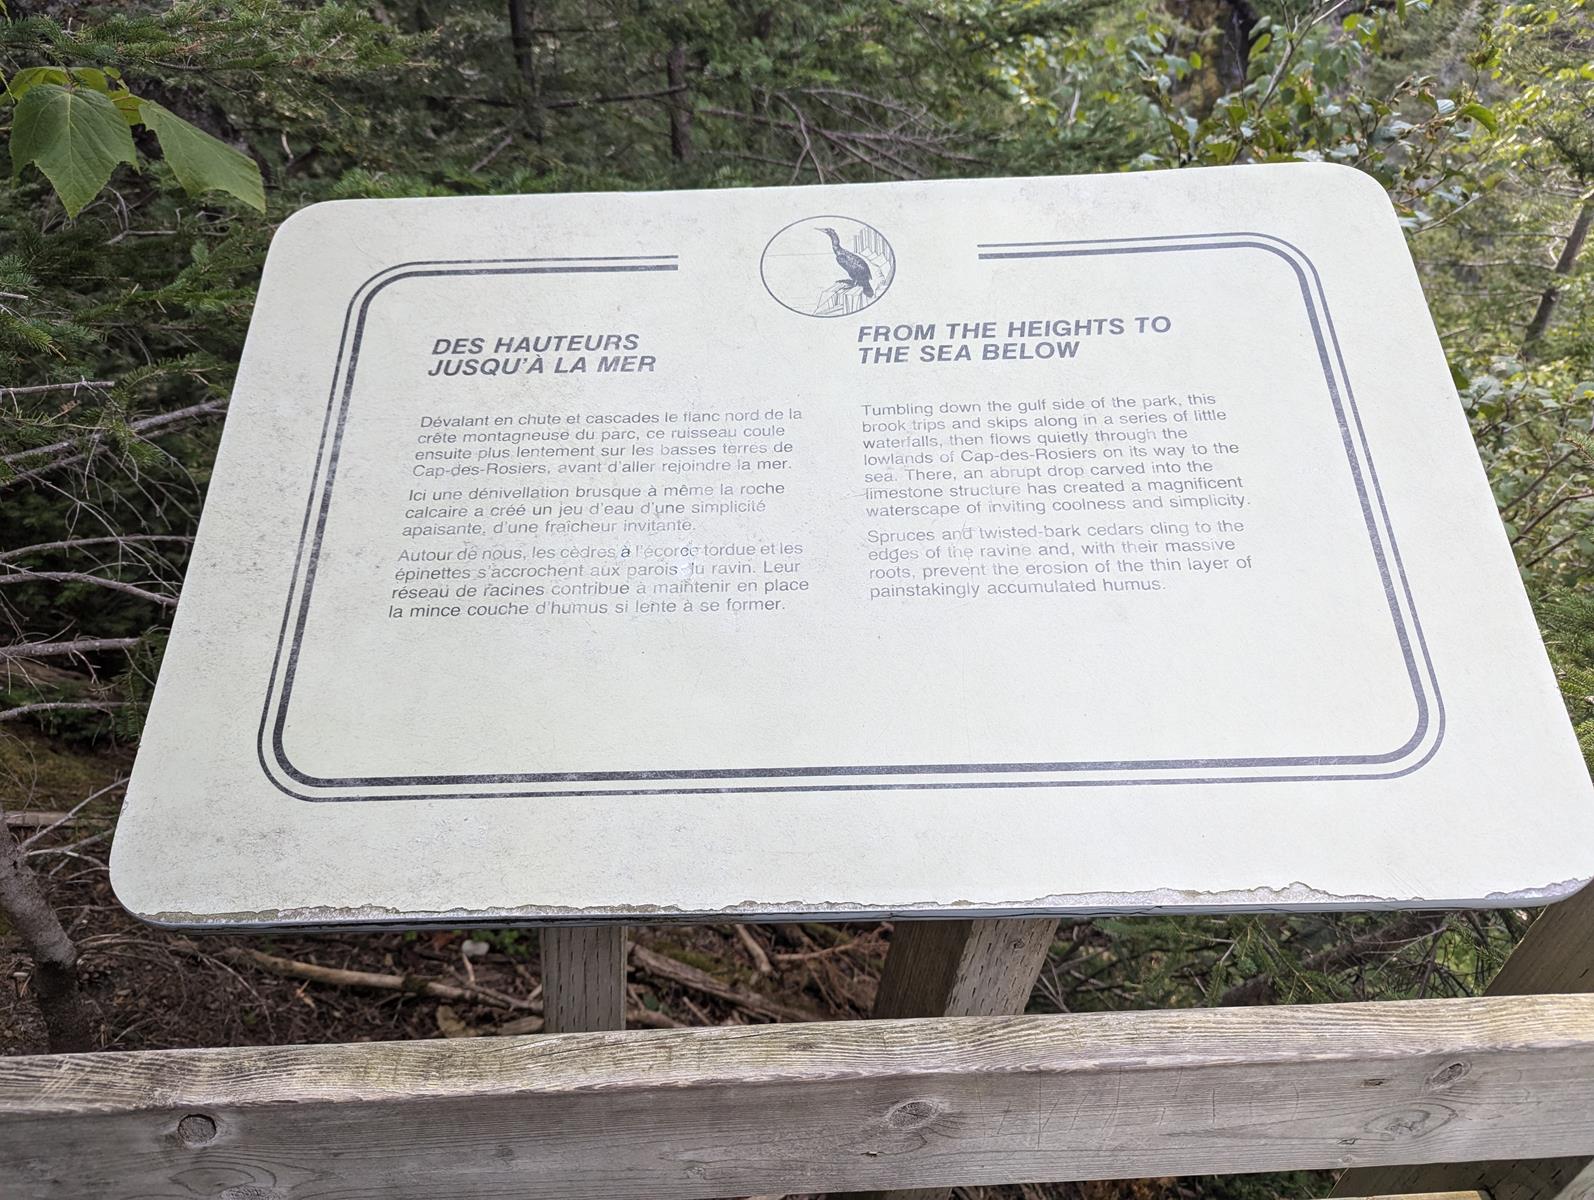 DES HAUTEURS
JUSQU'À LA MER
Dévalant en chute et cascades le flanc nord de la
crête montagneuse du parc, ce ruisseau coule
ensuite plus lentement sur les basses terres de
Cap-des-Rosiers, avant d'aller rejoindre la mer.
Ici une dénivellation brusque à même la roche
calcaire a créé un jeu d'eau d'une simplicité
apaisante, d'une fraîcheur invitante.
Autour de nous, les cèdres à l'écorce tordue et les
épinettes s'accrochent aux parois du ravin. Leur
réseau de racines contribue à maintenir en place
la mince couche d'humus si lente à se former.
FROM THE HEIGHTS TO
THE SEA BELOW
Tumbling down the gulf side of the park, this
brook trips and skips along in a series of little
waterfalls, then flows quietly through the
lowlands of Cap-des-Rosiers on its way to the
sea. There, an abrupt drop carved into the
limestone structure has created a magnificent
waterscape of inviting coolness and simplicity.
Spruces and twisted-bark cedars cling to the
edges of the ravine and, with their massive
roots, prevent the erosion of the thin layer of
painstakingly accumulated humus.